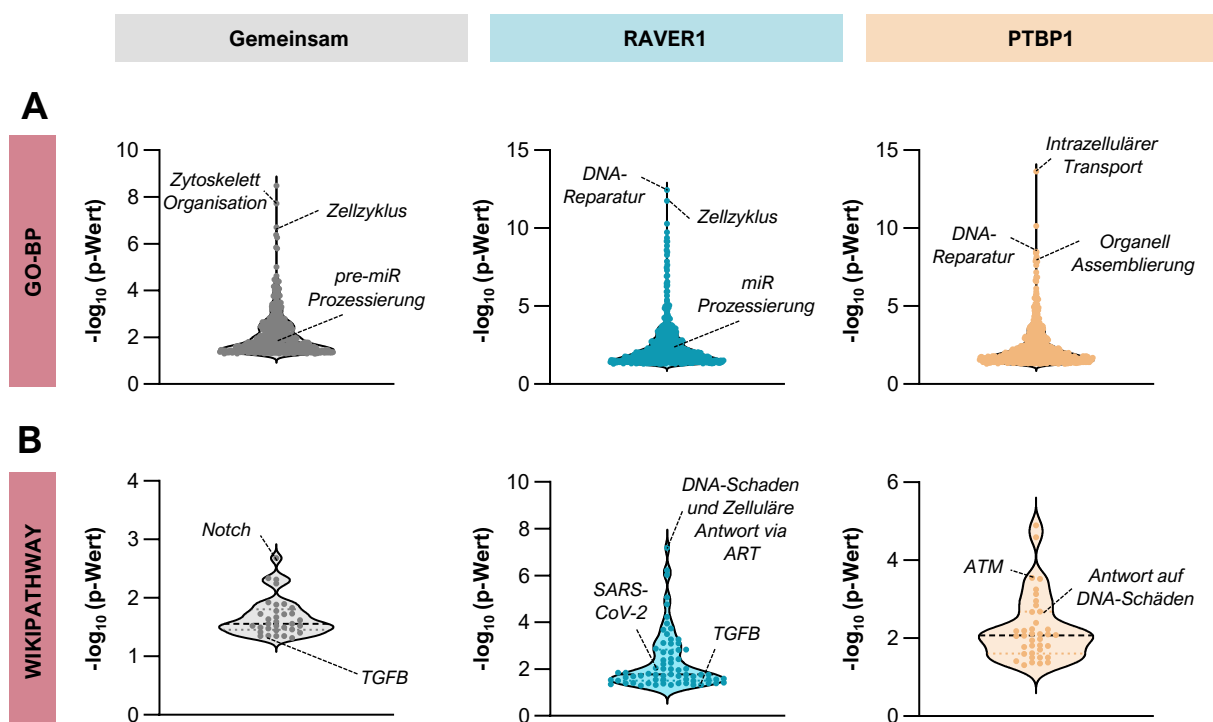 Gemeinsam
RAVER1
PTBP1
A
GO-BP
-log10 (p-Wert)
10
8
6
4
2
0
Zytoskelett
Organisation
Zellzyklus
pre-miR
Prozessierung
-log10 (p-Wert)
15
10
5
0
DNA-
Reparatur
Zellzyklus
miR
Prozessierung
-log10 (p-Wert)
15
10
5
0
Intrazellulärer
Transport
DNA-
Reparatur
Organell
Assemblierung
B
WIKIPATHWAY
-log10 (p-Wert)
4
3
2
1
0
Notch
TGFB
-log10 (p-Wert)
10
8
6
4
2
0
DNA-Schaden
und Zelluläre
Antwort via
ART
SARS-
CoV-2
TGFB
-log10 (p-Wert)
6
4
2
0
ATM
Antwort auf
DNA-Schäden